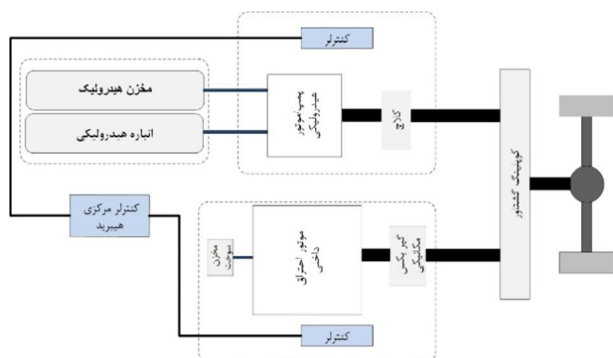 کنترلر
مخزن هیدرولیک
انباره هیدرولیکی
پمپ/موتور
هیدرولیکی
کلاچ
کوپلینگ گشتاور
کنترلر مرکزی
هیبرید
مخزن
سوخت
موتور احتراق
داخلی
گیربکس
مکانیکی
کنترلر